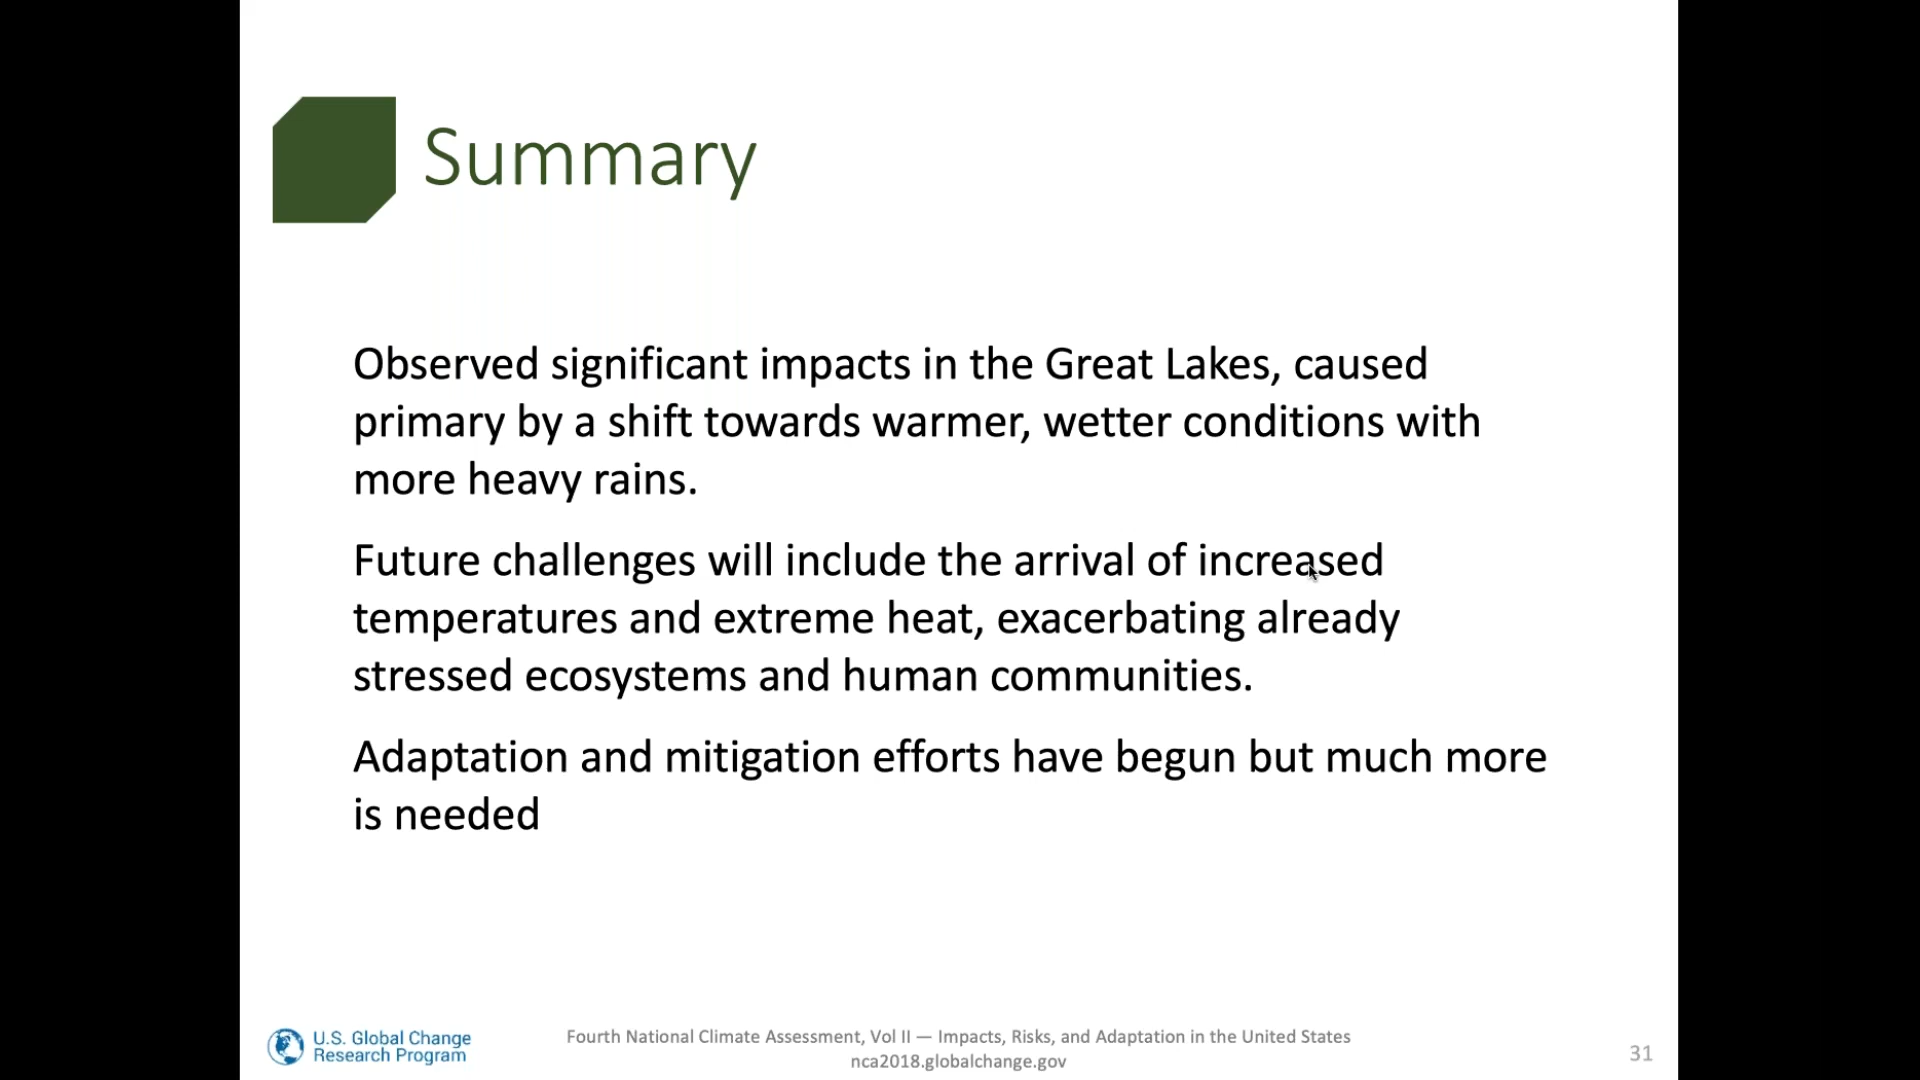 Summary
Observed significant impacts in the Great Lakes, caused
primary by a shift towards warmer, wetter conditions with
more heavy rains.
Future challenges will include the arrival of increased
temperatures and extreme heat, exacerbating already
stressed ecosystems and human communities.
Adaptation and mitigation efforts have begun but much more
is needed
U.S. Global Change
Research Program
Fourth National Climate Assessment, Vol II — Impacts, Risks, and Adaptation in the United States
nca2018.globalchange.gov
31